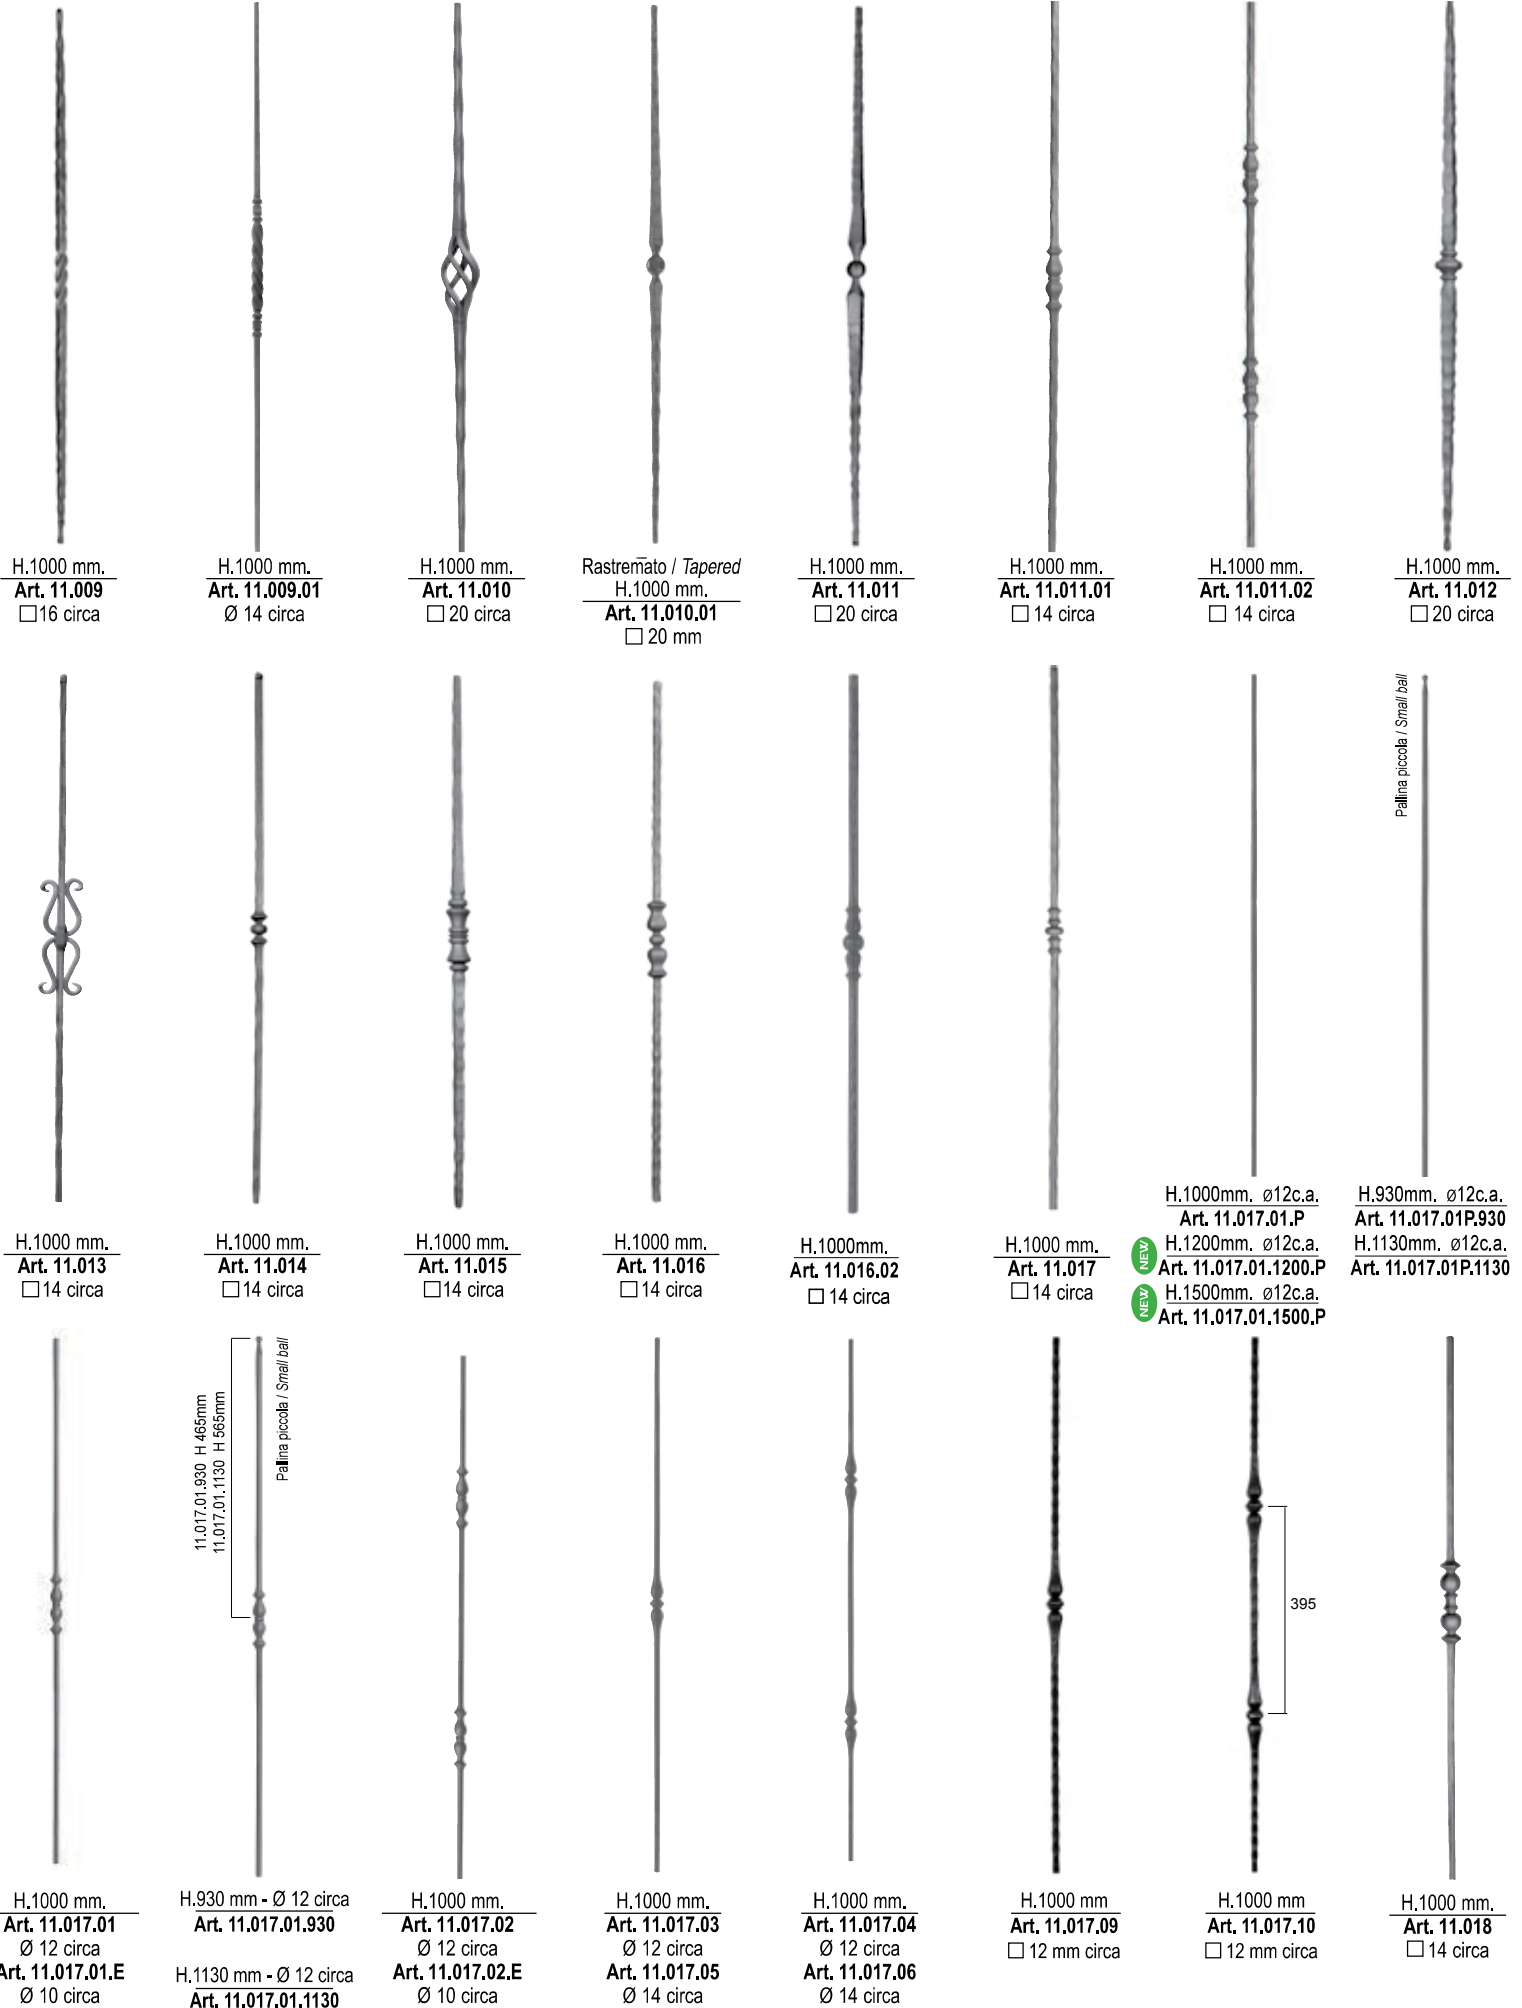 H.1000 mm.
Art. 11.009
16 circa
H.1000 mm.
Art. 11.009.01
Ø 14 circa
H.1000 mm.
Art. 11.010
20 circa
Rastremato / Tapered
H.1000 mm.
Art. 11.010.01
20 mm
H.1000 mm.
Art. 11.011
20 circa
H.1000 mm.
Art. 11.011.01
14 circa
H.1000 mm.
Art. 11.011.02
14 circa
H.1000 mm.
Art. 11.012
20 circa
H.1000 mm.
Art. 11.013
14 circa
H.1000 mm.
Art. 11.014
14 circa
H.1000 mm.
Art. 11.015
14 circa
H.1000 mm.
Art. 11.016
14 circa
H.1000mm.
Art. 11.016.02
14 circa
H.1000 mm.
Art. 11.017
14 circa
H.1000mm. ø12c.a.
Art. 11.017.01.P
NEW
H.1200mm. ø12c.a.
Art. 11.017.01.1200.P
NEW
H.1500mm. ø12c.a.
Art. 11.017.01.1500.P
Pallina piccola / Small ball
H.930mm. ø12c.a.
Art. 11.017.01P.930
H.1130mm. ø12c.a.
Art. 11.017.01P.1130
H.1000 mm.
Art. 11.017.01
Ø 12 circa
Art. 11.017.01.E
Ø 10 circa
11.017.01.930 H 465mm
11.017.01.1130 H 565mm
Pallina piccola / Small ball
H.930 mm - Ø 12 circa
Art. 11.017.01.930
H.1130 mm - Ø 12 circa
Art. 11.017.01.1130
H.1000 mm.
Art. 11.017.02
Ø 12 circa
Art. 11.017.02.E
Ø 10 circa
H.1000 mm.
Art. 11.017.03
Ø 12 circa
Art. 11.017.05
Ø 14 circa
H.1000 mm.
Art. 11.017.04
Ø 12 circa
Art. 11.017.06
Ø 14 circa
H.1000 mm
Art. 11.017.09
12 mm circa
395
H.1000 mm
Art. 11.017.10
12 mm circa
H.1000 mm.
Art. 11.018
14 circa